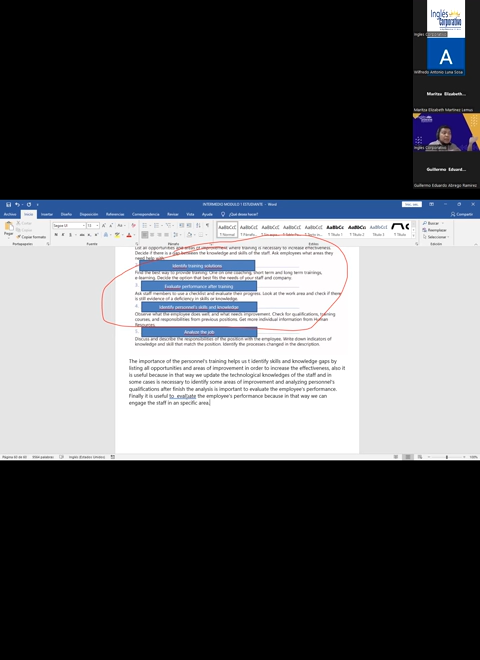 Inglés
Corporativo
Inglés Corporativo
A
Wilfredo Antonio Luna Sosa
Maritza Elizabeth...
Maritza Elizabeth Martinez Lemus
Inglés Corporativo
Guillermo Eduard...
Guillermo Eduardo Abrego Ramirez
INTERMEDIO MODULO 1 ESTUDIANTE - Word
Archivo Inicio Insertar Diseño Disposición Referencias Correspondencia Revisar Vista Ayuda ¿Qué desea hacer? Compartir
Pegar
Segoe UI
Buscar
Reemplazar
Seleccionar
Portapapeles Fuente Párrafo Estilos Edición
List all opportunities and areas of improvement where training is necessary to increase effectiveness.
Decide if there is a gap between the knowledge and skills of the staff. Ask employees what areas they
need help with.
Identify training solutions
Find the best way to provide training: One on one coaching, short term and long term trainings,
e-learning. Decide the option that best fits the needs of your staff and company.
3. Evaluate performance after training
Ask staff members to use a checklist and evaluate their progress. Look at the work area and check if there
is still evidence of a deficiency in skills or knowledge.
4. Identify personnel's skills and knowledge
Observe what the employee does well, and what needs improvement. Check for qualifications, training
courses, and responsibilities from previous positions. Get more individual information from Human
Resources.
5. Analyze the job
Discuss and describe the responsibilities of the position with the employee. Write down indicators of
knowledge and skill that match the position. Identify the processes changed in the description.
The importance of the personnel's training helps us t identify skills and knowledge gaps by
listing all opportunities and areas of improvement in order to increase the effectiveness, also it
is useful because in that way we update the technological knowledges of the staff and in
some cases is necessary to identify some areas of improvement and analyzing personnel's
qualifications after finish the analysis is important to evaluate the employee's performance.
Finally it is useful to evaluate the employee's performance because in that way we can
engage the staff in an specific area.
Inglés (Estados Unidos)